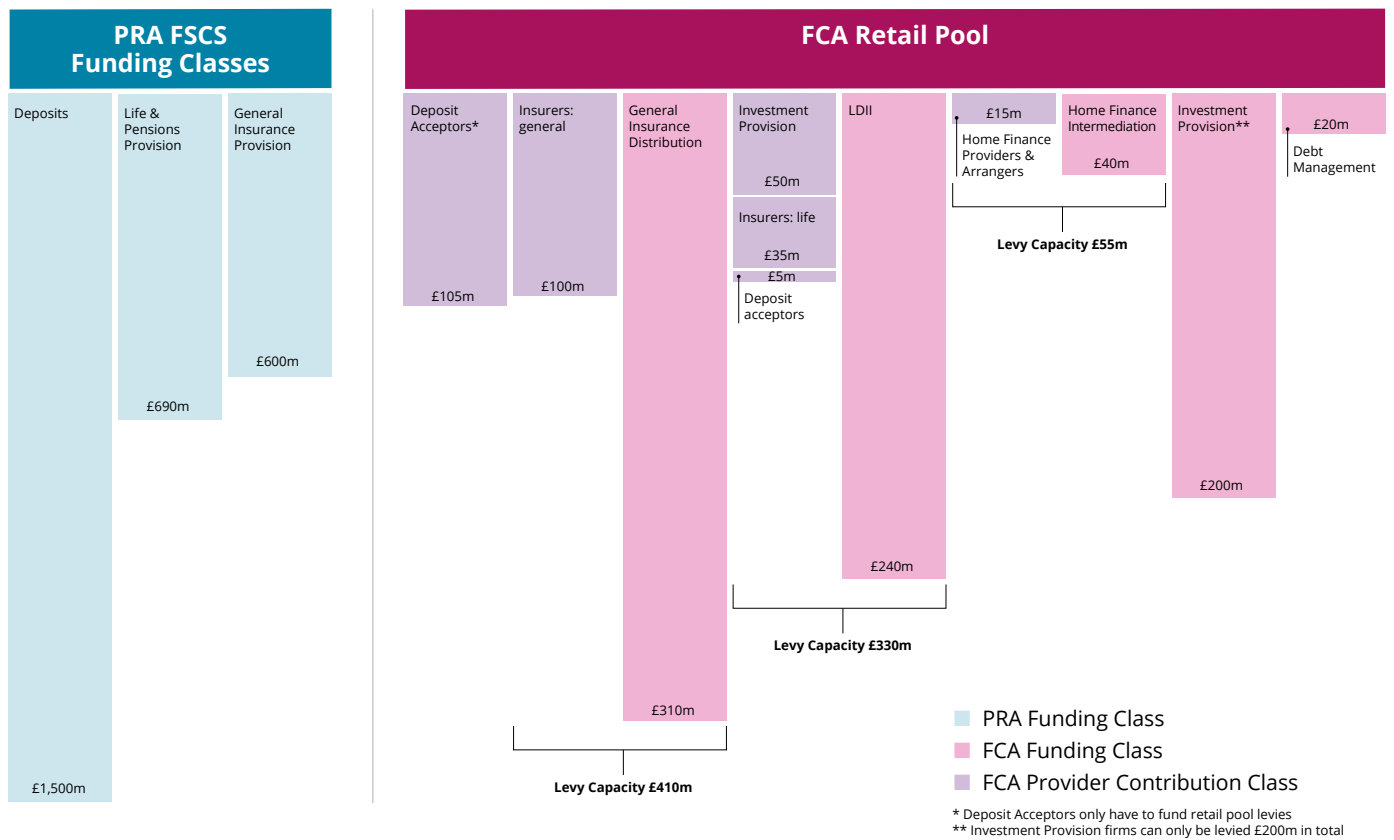 PRA FSCS
Funding Classes
FCA Retail Pool
Deposits
£1,500m
Life &
Pensions
Provision
£690m
General
Insurance
Provision
£600m
Deposit
Acceptors*
£105m
Insurers:
general
£100m
General
Insurance
Distribution
£310m
Levy Capacity £410m
Investment
Provision
£50m
Insurers: life
£35m
£5m
Deposit
acceptors
LDII
£240m
Levy Capacity £330m
£15m
Home Finance
Providers &
Arrangers
Home Finance
Intermediation
£40m
Levy Capacity £55m
Investment
Provision**
£200m
£20m
Debt
Management
PRA Funding Class
FCA Funding Class
FCA Provider Contribution Class
* Deposit Acceptors only have to fund retail pool levies
** Investment Provision firms can only be levied £200m in total